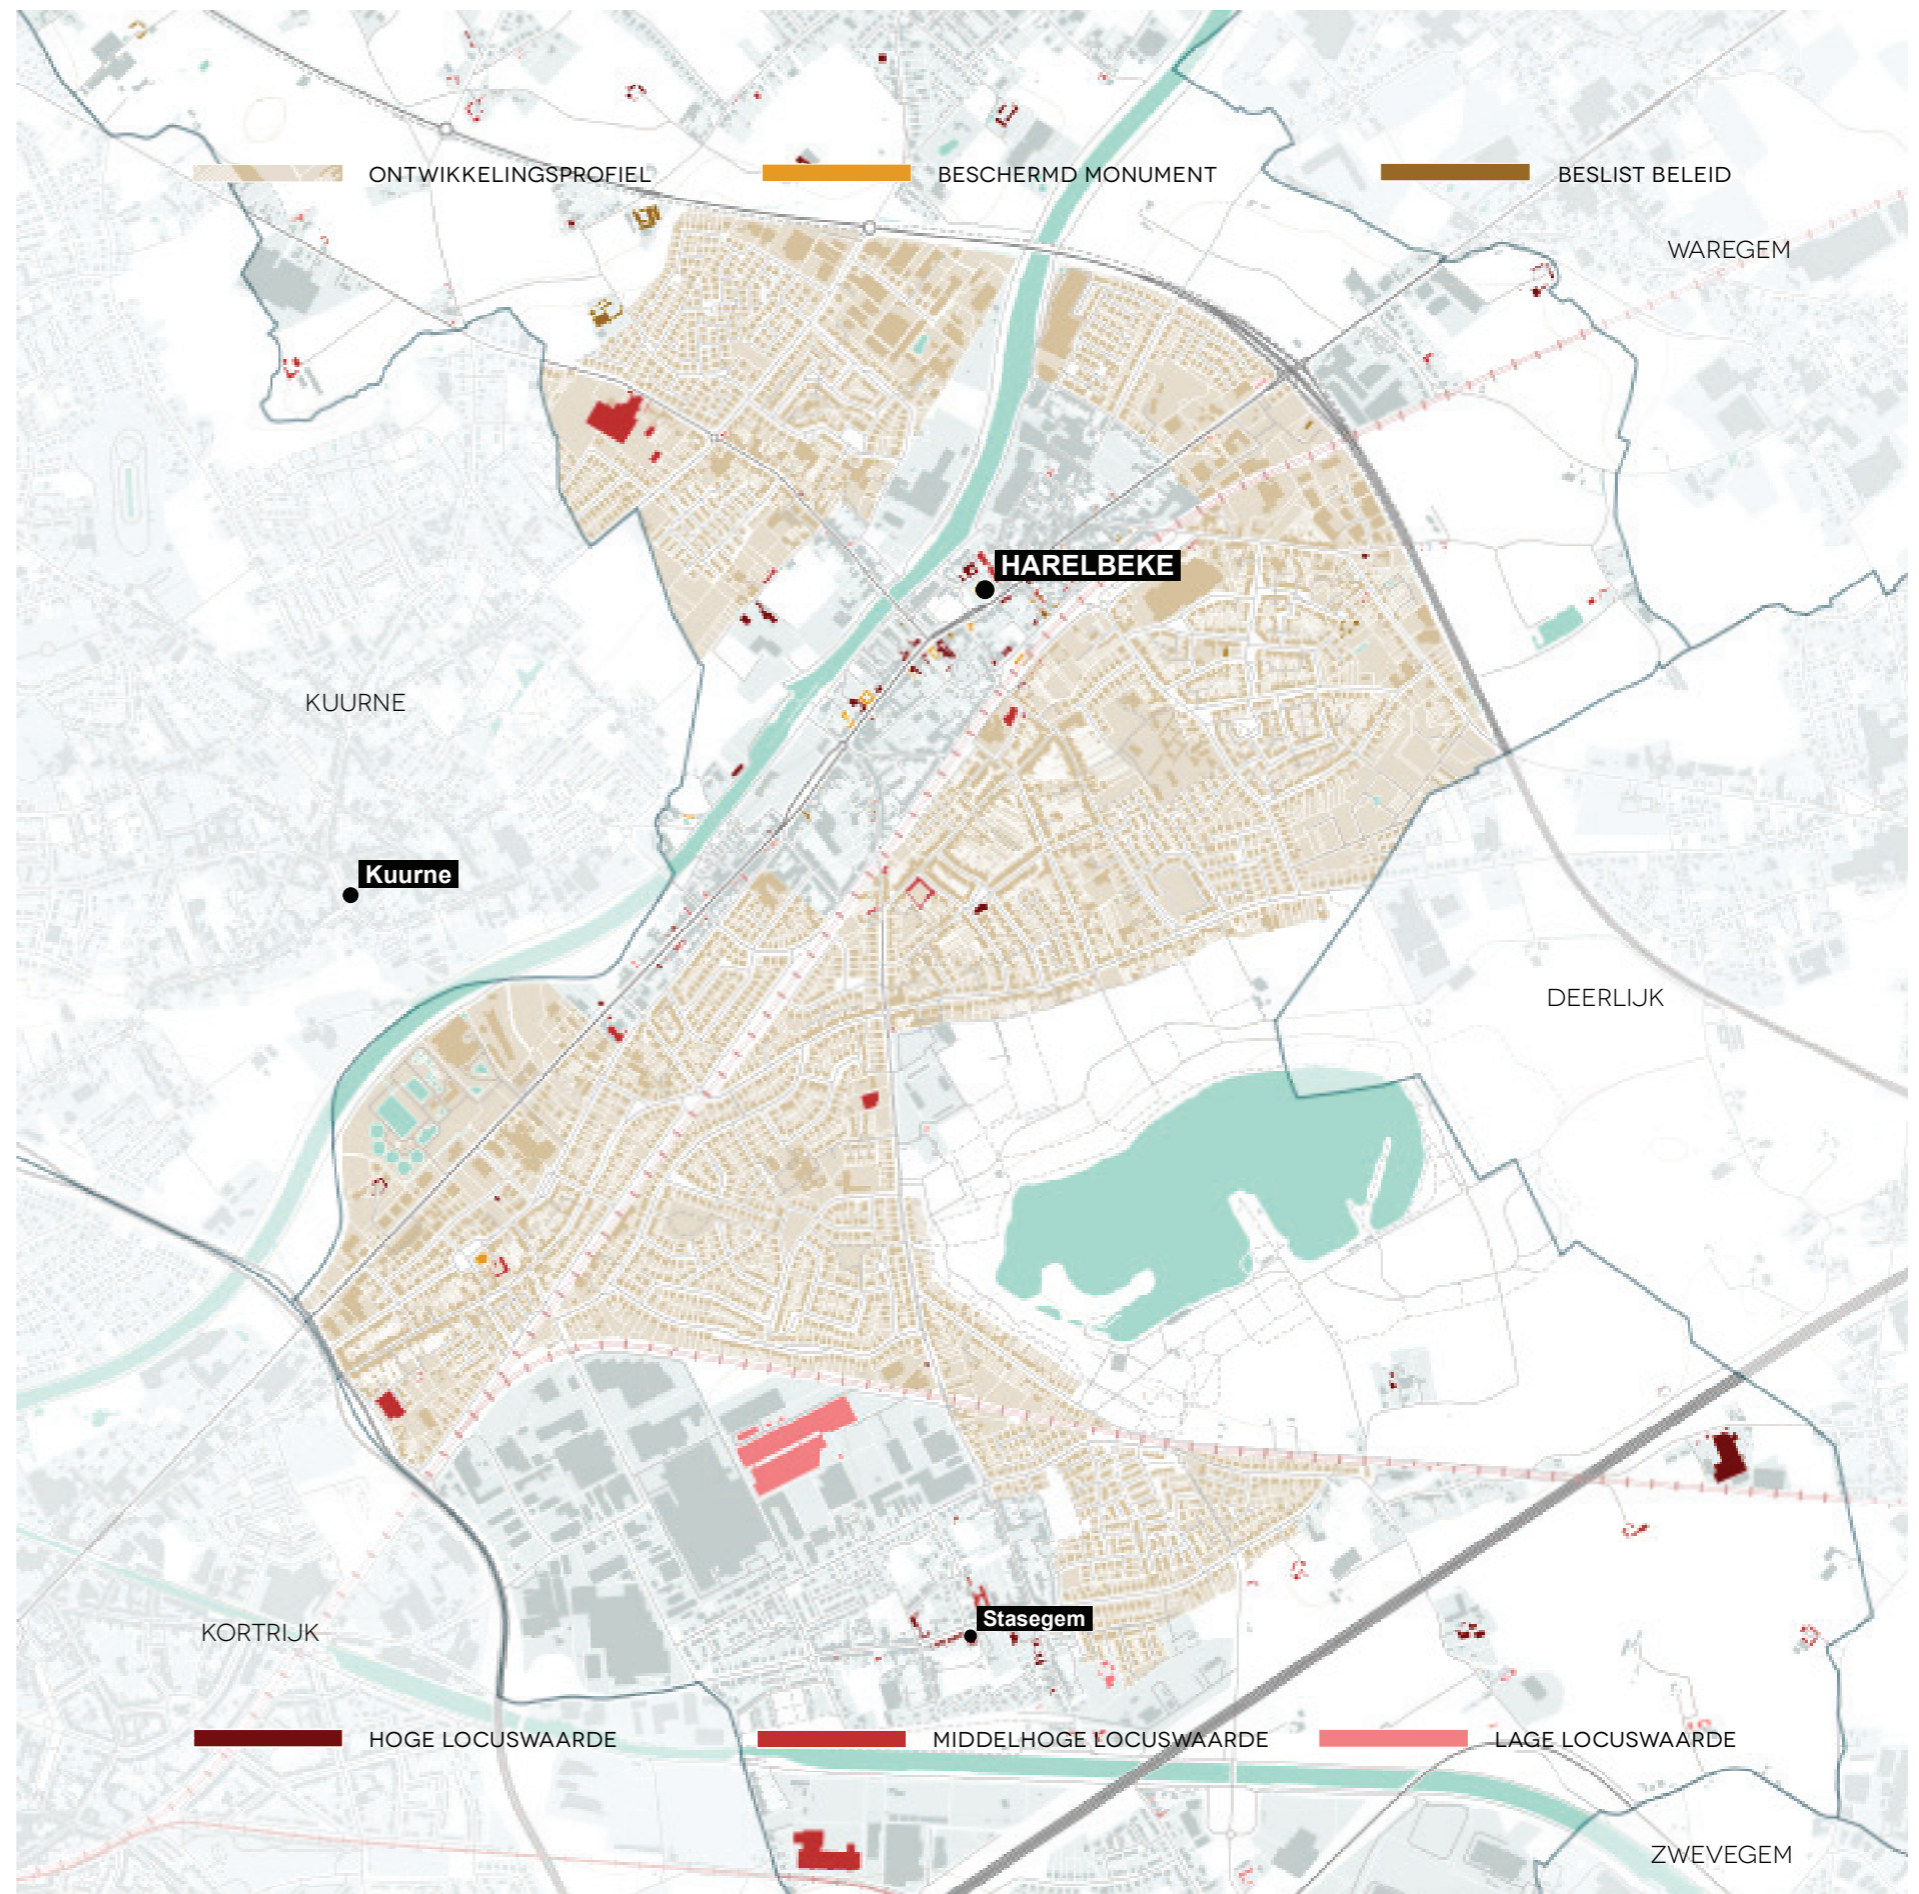 ONTWIKKELINGSPROFIEL
BESCHERMD MONUMENT
BESLIST BELEID
WAREGEM
HARELBEKE
KUURNE
Kuurne
DEERLIJK
Stasegem
KORTRIJK
HOGE LOCUSWAARDE
MIDDELHOGE LOCUSWAARDE
LAGE LOCUSWAARDE
ZWEVEGEM